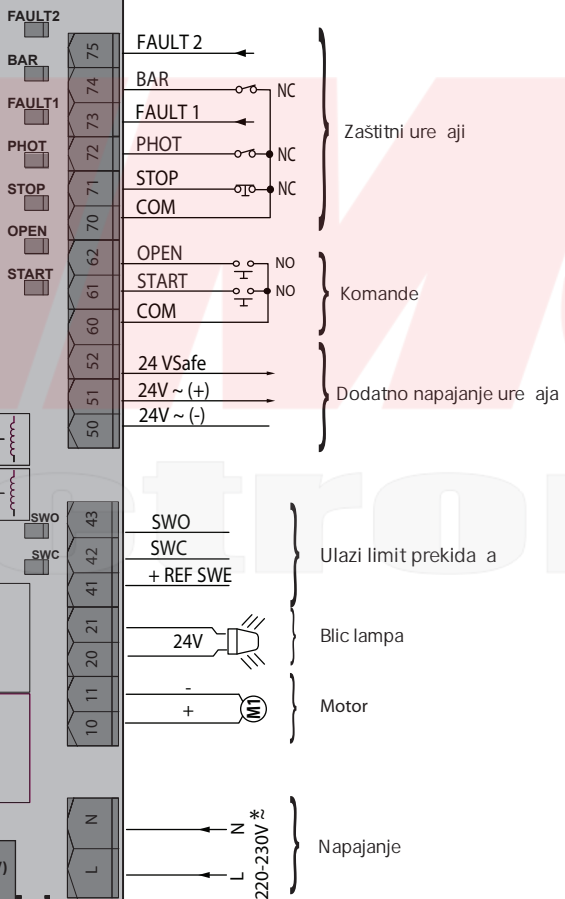 FAULT2
BAR
FAULT1
PHOT
STOP
OPEN
START
75 FAULT 2
74 BAR NC
73 FAULT 1
72 PHOT NC
71 STOP NC
70 COM
Zaštitni ure aji
62 OPEN NO
61 START NO
60 COM
Komande
52 24 VSafe
51 24V ~ (+)
50 24V ~ (-)
Dodatno napajanje ure aja
SWO
SWC
43 SWO
42 SWC
41 + REF SWE
Ulazi limit prekida a
21
20
24V
Blic lampa
11 -
10 +
M1
Motor
N N
L L
220-230V ~*
Napajanje